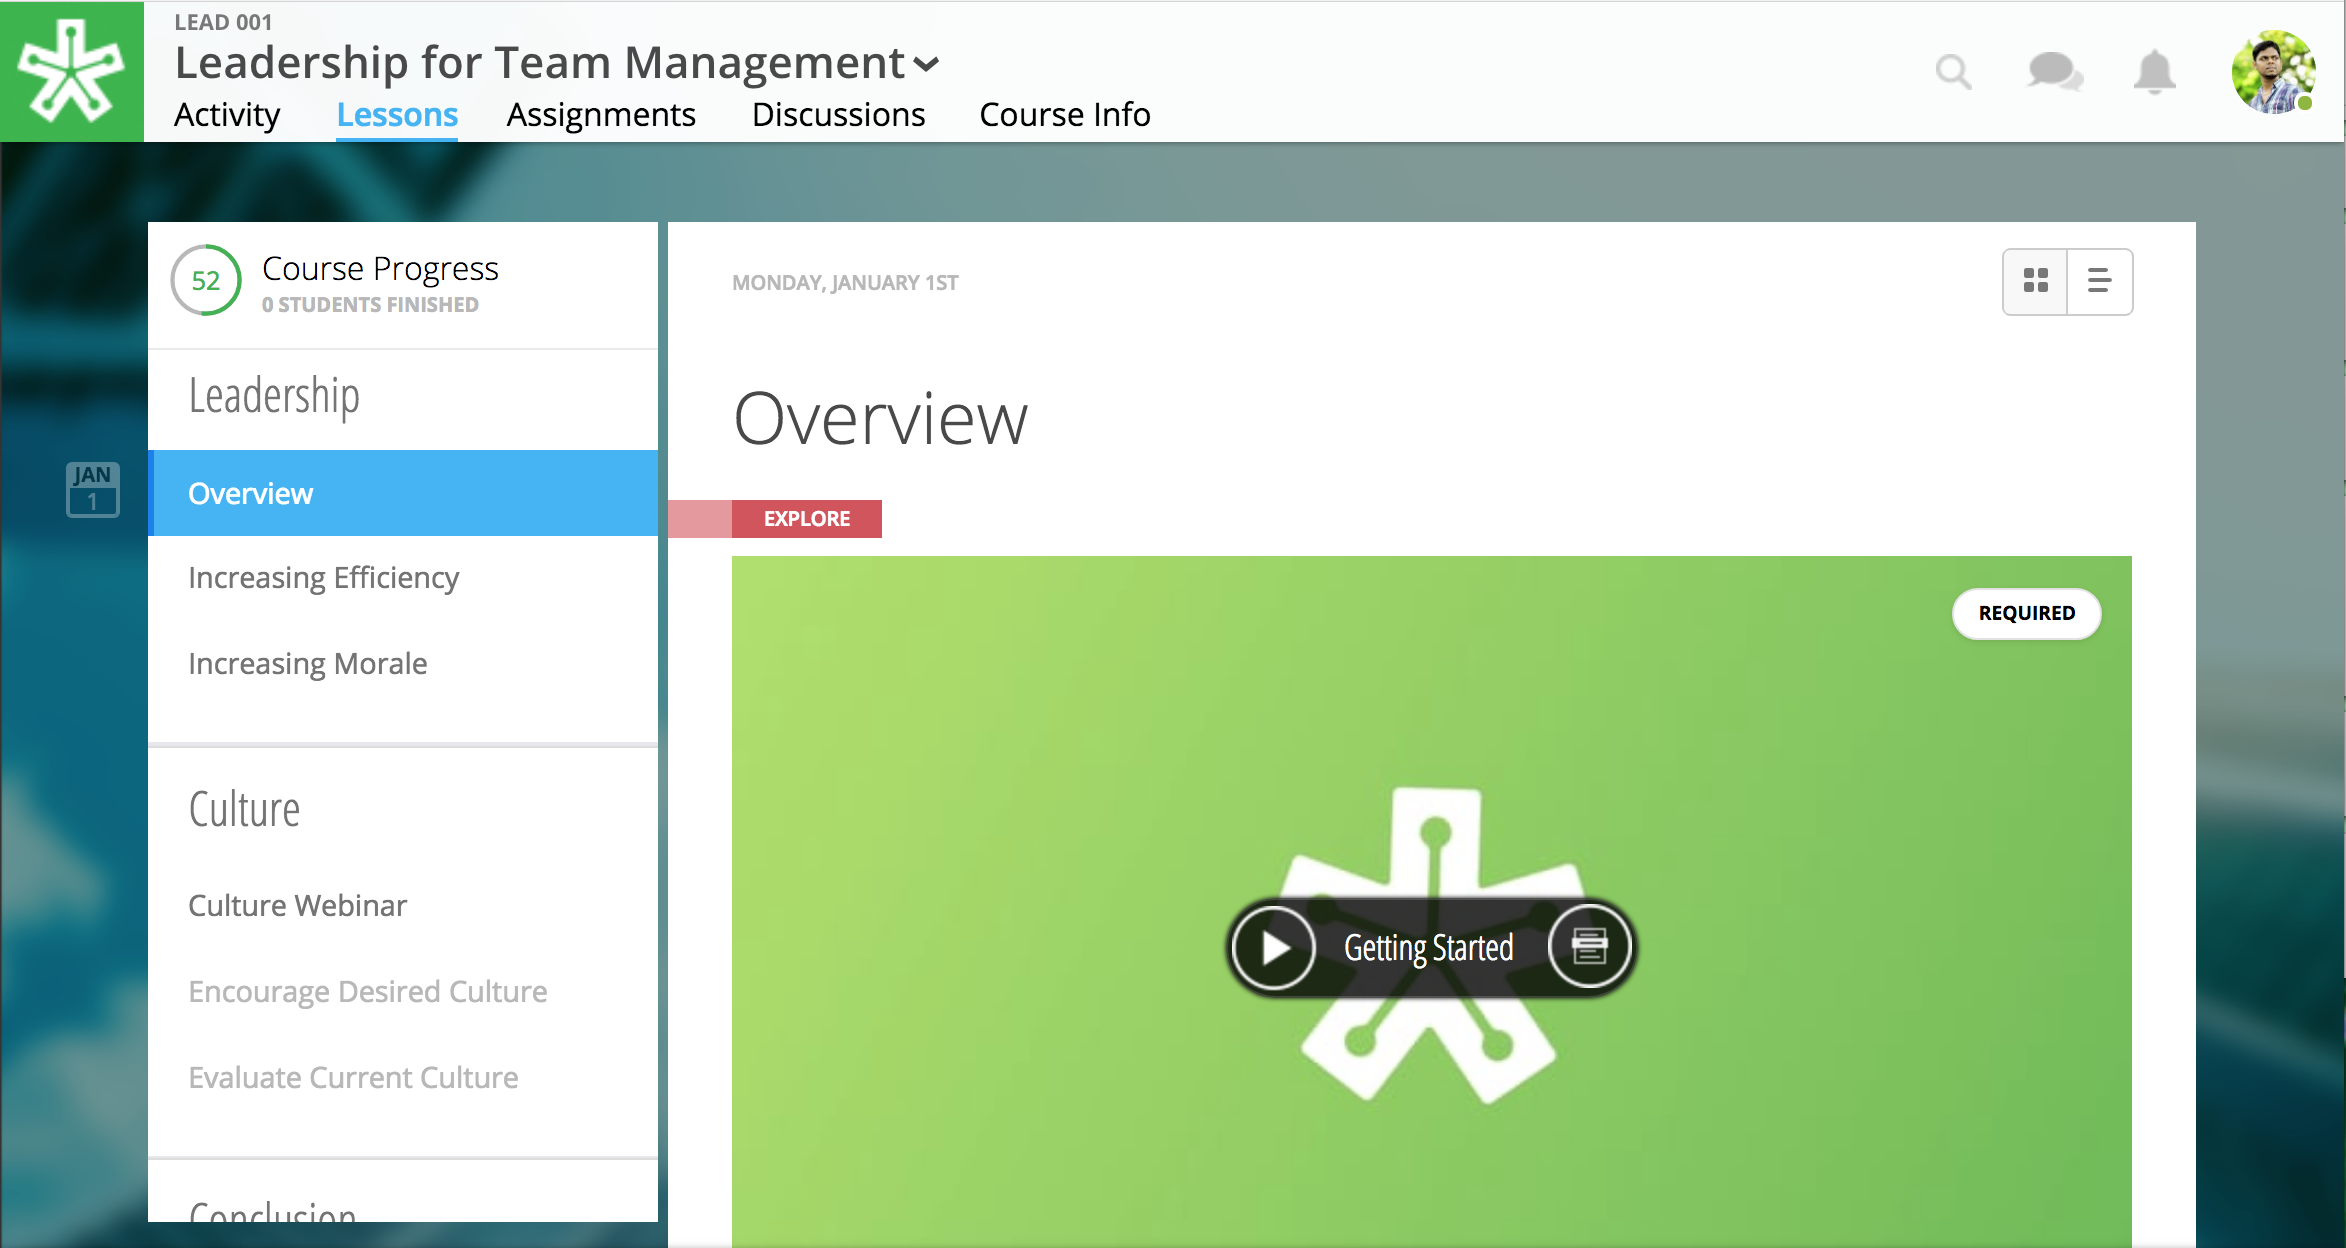 LEAD 001
Leadership for Team Management
Activity
Lessons
Assignments
Discussions
Course Info
52
Course Progress
0 STUDENTS FINISHED
Leadership
JAN
1
Overview
Increasing Efficiency
Increasing Morale
Culture
Culture Webinar
Encourage Desired Culture
Evaluate Current Culture
Conclusion
MONDAY, JANUARY 1ST
Overview
EXPLORE
REQUIRED
Getting Started